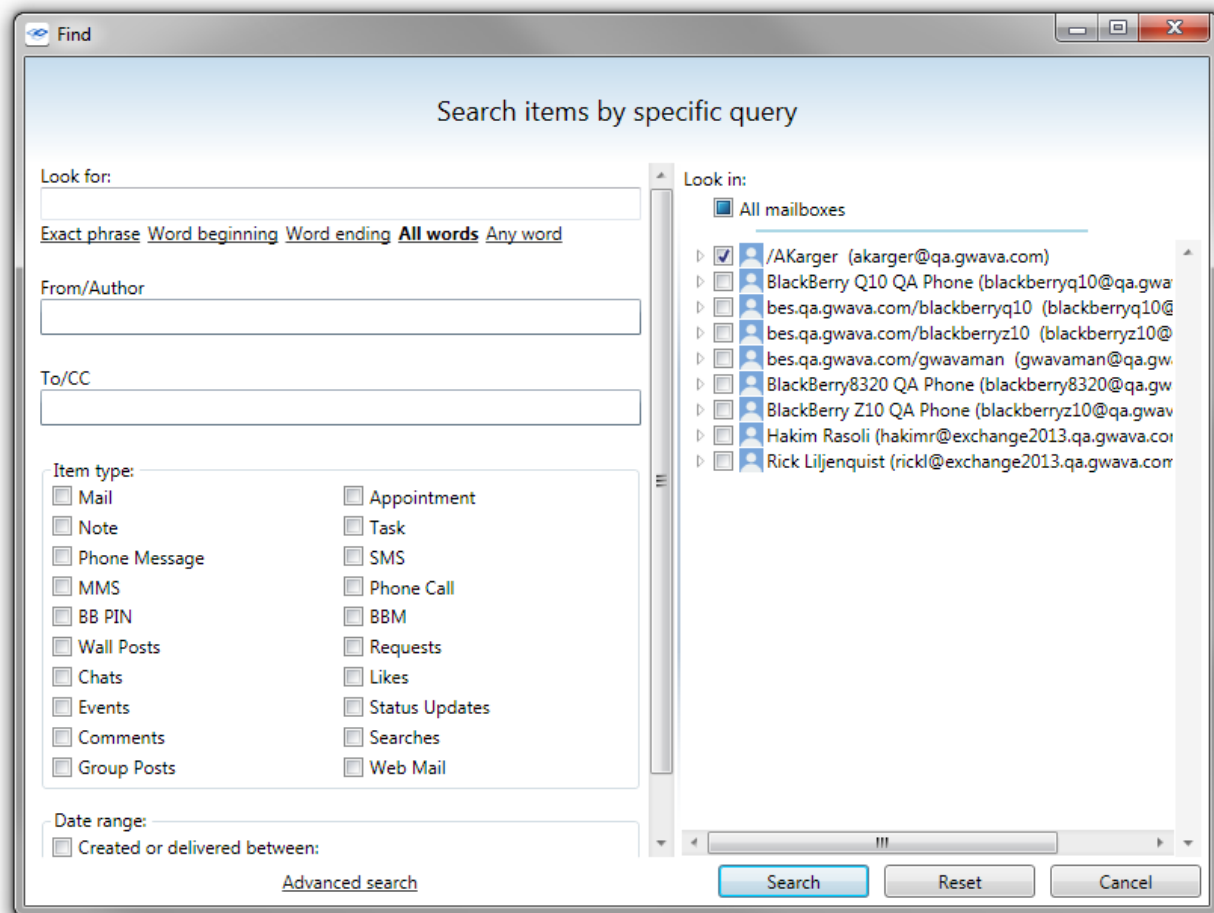 Find
Search items by specific query
Look for:
Exact phrase Word beginning Word ending All words Any word
From/Author
To/CC
Item type:
Mail Appointment
Note Task
Phone Message SMS
MMS Phone Call
BB PIN BBM
Wall Posts Requests
Chats Likes
Events Status Updates
Comments Searches
Group Posts Web Mail
Date range:
Created or delivered between:
Advanced search
Look in:
All mailboxes
/AKarger (akarger@qa.gwava.com)
BlackBerry Q10 QA Phone (blackberryq10@qa.gwa
bes.qa.gwava.com/blackberryq10 (blackberryq10@
bes.qa.gwava.com/blackberryz10 (blackberryz10@
bes.qa.gwava.com/gwavaman (gwavaman@qa.gw
BlackBerry8320 QA Phone (blackberry8320@qa.gw
BlackBerry Z10 QA Phone (blackberryz10@qa.gwav
Hakim Rasoli (hakimr@exchange2013.qa.gwava.co
Rick Liljenquist (rickl@exchange2013.qa.gwava.com
Search Reset Cancel